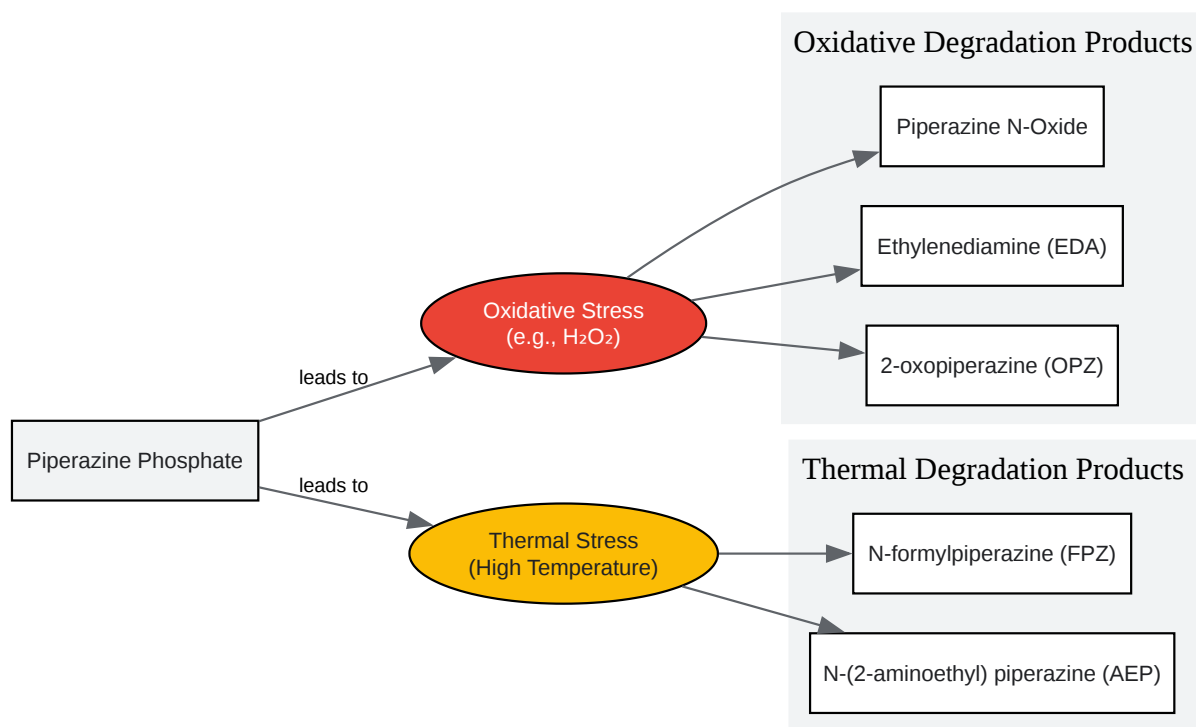 Oxidative Degradation Products
Piperazine N-Oxide
Ethylenediamine (EDA)
Oxidative Stress
(e.g., H₂O₂)
2-oxopiperazine (OPZ)
leads to
Piperazine Phosphate
leads to
Thermal Degradation Products
Thermal Stress
(High Temperature)
N-formylpiperazine (FPZ)
N-(2-aminoethyl) piperazine (AEP)